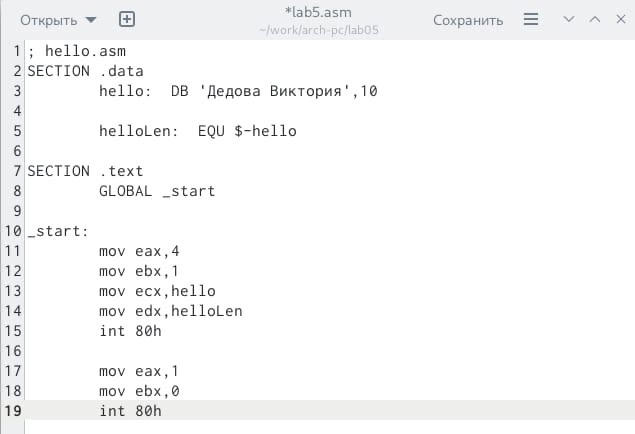 Открыть *lab5.asm Сохранить
~/work/arch-pc/lab05
1 ; hello.asm
2 SECTION .data
3 hello:  DB 'Дедова Виктория',10
4
5 helloLen:  EQU $-hello
6
7 SECTION .text
8 GLOBAL _start
9
10 _start:
11 mov eax,4
12 mov ebx,1
13 mov ecx,hello
14 mov edx,helloLen
15 int 80h
16
17 mov eax,1
18 mov ebx,0
19 int 80h